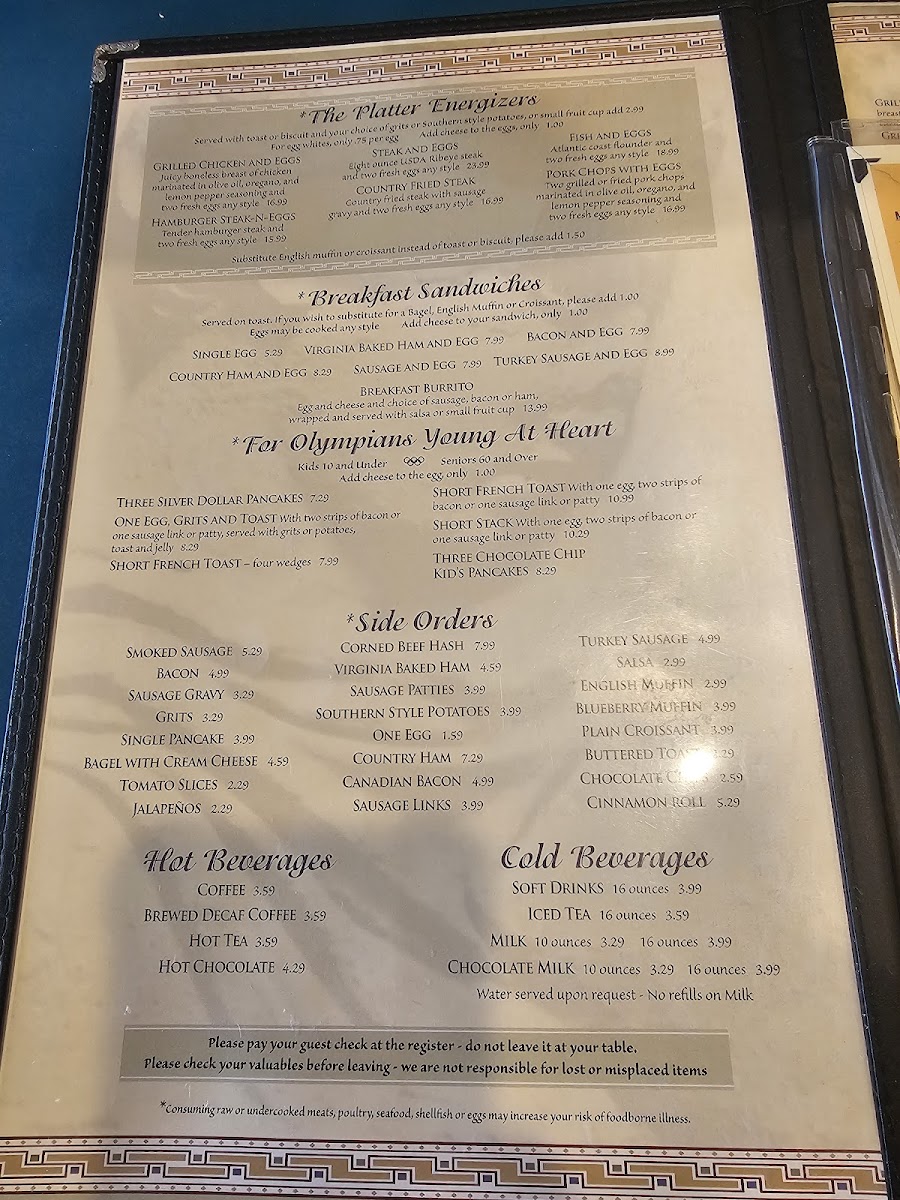 *The Platter Energizers
Served with toast or biscuit and your choice of grits or Southern style potatoes, or small fruit cup add 2.99
For egg whites, only .75 per egg Add cheese to the eggs, only 1.00
Grilled Chicken and Eggs
Juicy boneless breast of chicken
marinated in olive oil, oregano, and
lemon pepper seasoning and
two fresh eggs any style 16.99
Hamburger Steak-N-Eggs
Tender hamburger steak and
two fresh eggs any style 15.99
Steak and Eggs
Eight ounce USDA Ribeye steak
and two fresh eggs any style 23.99
Country Fried Steak
Country fried steak with sausage
gravy and two fresh eggs any style 16.99
Fish and Eggs
Atlantic coast flounder and
two fresh eggs any style 18.99
Pork Chops with Eggs
Two grilled or fried pork chops
marinated in olive oil, oregano, and
lemon pepper seasoning and
two fresh eggs any style 16.99
Substitute English muffin or croissant instead of toast or biscuit, please add 1.50
*Breakfast Sandwiches
Served on toast. If you wish to substitute for a Bagel, English Muffin or Croissant, please add 1.00
Eggs may be cooked any style Add cheese to your sandwich, only 1.00
Single Egg 5.29 Virginia Baked Ham and Egg 7.99 Bacon and Egg 7.99
Country Ham and Egg 8.29 Sausage and Egg 7.99 Turkey Sausage and Egg 8.99
Breakfast Burrito
Egg and cheese and choice of sausage, bacon or ham,
wrapped and served with salsa or small fruit cup 13.99
*For Olympians Young At Heart
Kids 10 and Under Seniors 60 and Over
Add cheese to the egg, only 1.00
Three Silver Dollar Pancakes 7.29
One Egg, Grits and Toast With two strips of bacon or
one sausage link or patty, served with grits or potatoes,
toast and jelly 8.29
Short French Toast – four wedges 7.99
Short French Toast With one egg, two strips of
bacon or one sausage link or patty 10.99
Short Stack With one egg, two strips of bacon or
one sausage link or patty 10.29
Three Chocolate Chip
Kid's Pancakes 8.29
*Side Orders
Smoked Sausage 5.29
Bacon 4.99
Sausage Gravy 3.29
Grits 3.29
Single Pancake 3.99
Bagel with Cream Cheese 4.59
Tomato Slices 2.29
Jalapeños 2.29
Corned Beef Hash 7.99
Virginia Baked Ham 4.59
Sausage Patties 3.99
Southern Style Potatoes 3.99
One Egg 1.59
Country Ham 7.29
Canadian Bacon 4.99
Sausage Links 3.99
Turkey Sausage 4.99
Salsa 2.99
English Muffin 2.99
Blueberry Muffin 3.99
Plain Croissant 3.99
Buttered Toast
Chocolate 2.59
Cinnamon Roll 5.29
Hot Beverages
Coffee 3.59
Brewed Decaf Coffee 3.59
Hot Tea 3.59
Hot Chocolate 4.29
Cold Beverages
Soft Drinks 16 ounces 3.99
Iced Tea 16 ounces 3.59
Milk 10 ounces 3.29 16 ounces 3.99
Chocolate Milk 10 ounces 3.29 16 ounces 3.99
Water served upon request - No refills on Milk
Please pay your guest check at the register - do not leave it at your table.
Please check your valuables before leaving - we are not responsible for lost or misplaced items
*Consuming raw or undercooked meats, poultry, seafood, shellfish or eggs may increase your risk of foodborne illness.